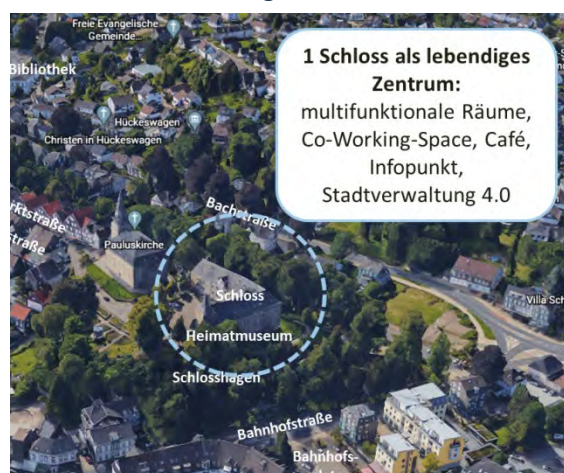 Freie Evangelische
Gemeinde...
Bibliothek
Hückeswagen
Christen in Hückeswagen
1 Schloss als lebendiges
Zentrum:
multifunktionale Räume,
Co-Working-Space, Café,
Infopunkt,
Stadtverwaltung 4.0
Bachstraße
Pauluskirche
Schloss
Heimatmuseum
Schlosshagen
Villa Sch
Bahnhofstraße
Bahnhofs-